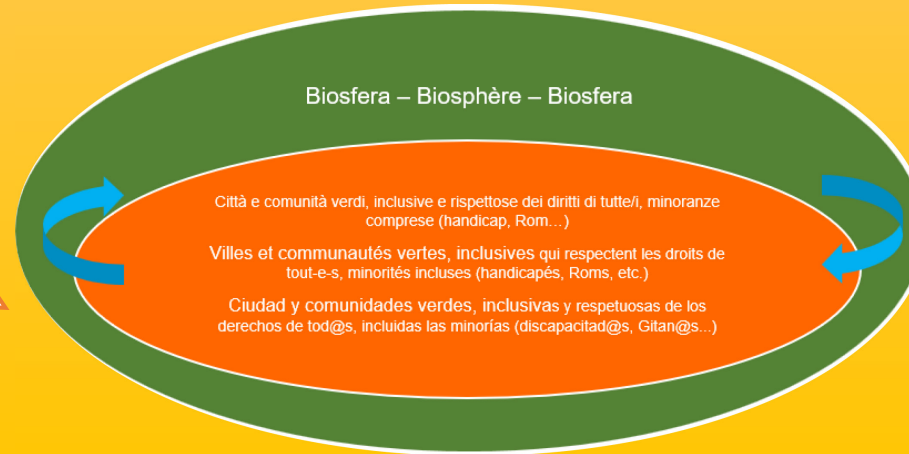 Biosfera – Biosphère – Biosfera
Città e comunità verdi, inclusive e rispettose dei diritti di tutte/i, minoranze
comprese (handicap, Rom…)
Villes et communautés vertes, inclusives qui respectent les droits de
tout-e-s, minorités incluses (handicapés, Roms, etc.)
Ciudad y comunidades verdes, inclusivas y respetuosas de los
derechos de tod@s, incluidas las minorías (discapacitad@s, Gitan@s...)